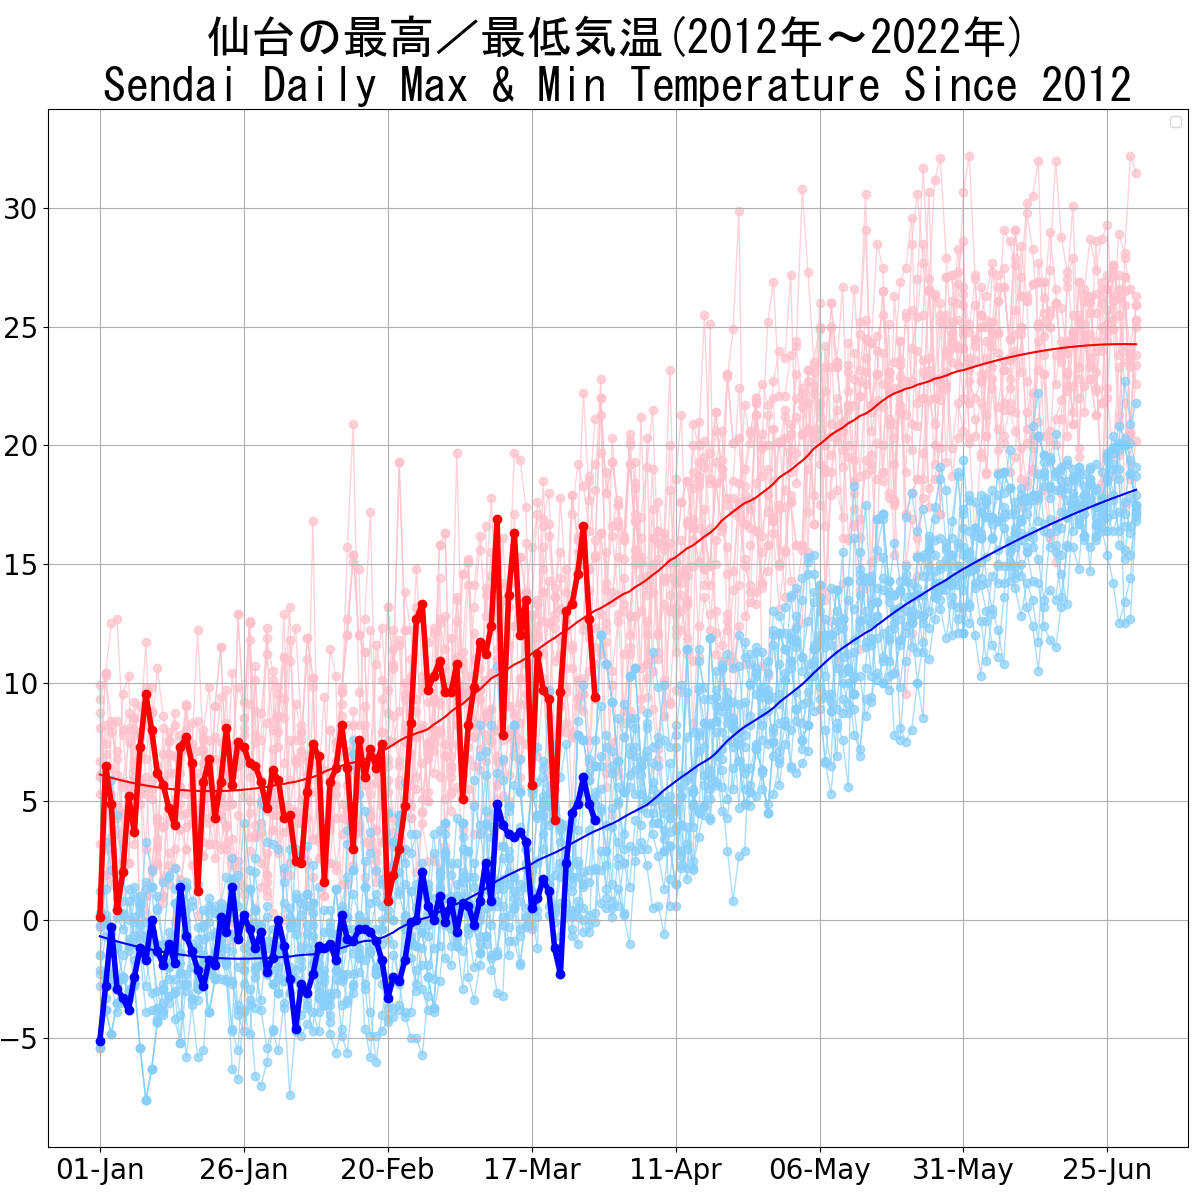 仙台の最高／最低気温(2012年～2022年)
Sendai Daily Max & Min Temperature Since 2012
30
25
20
15
10
5
0
−5
01-Jan 26-Jan 20-Feb 17-Mar 11-Apr 06-May 31-May 25-Jun